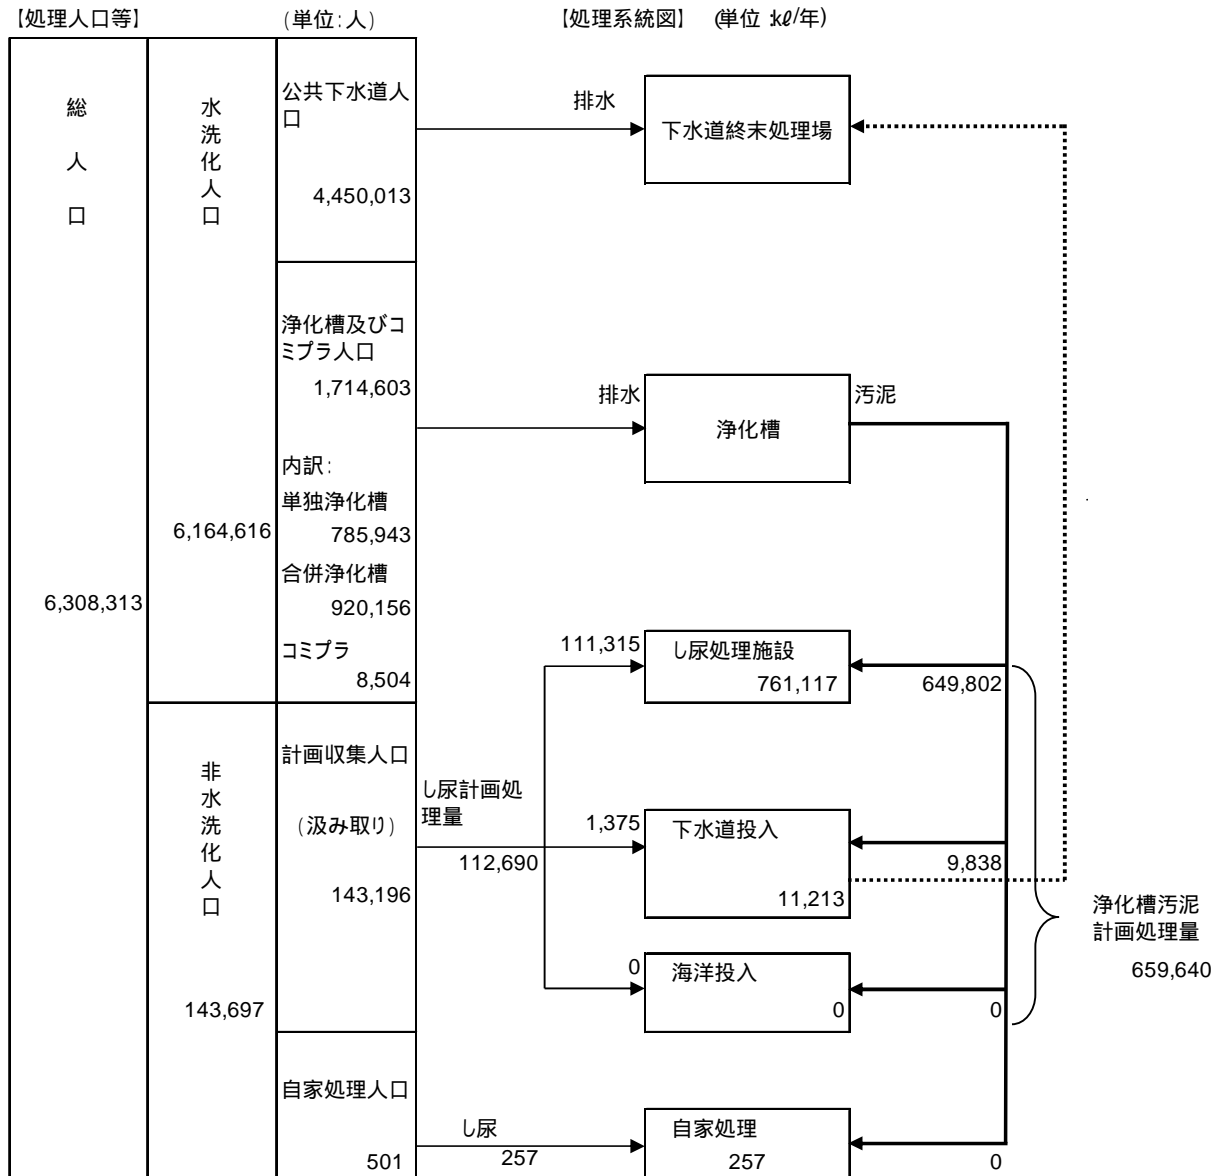 【処理人口等】 (単位:人) 【処理系統図】 (単位:kℓ/年)
総人口
6,308,313
水洗化人口
6,164,616
公共下水道人
口
4,450,013
浄化槽及びコ
ミプラ人口
1,714,603
内訳:
単独浄化槽
785,943
合併浄化槽
920,156
コミプラ
8,504
非水洗化人口
143,697
計画収集人口
(汲み取り)
143,196
自家処理人口
501
排水
下水道終末処理場
排水
浄化槽
汚泥
し尿計画処
理量
112,690
111,315
し尿処理施設
761,117
649,802
1,375
下水道投入
11,213
9,838
0
海洋投入
0
0
浄化槽汚泥
計画処理量
659,640
し尿
257
自家処理
257
0